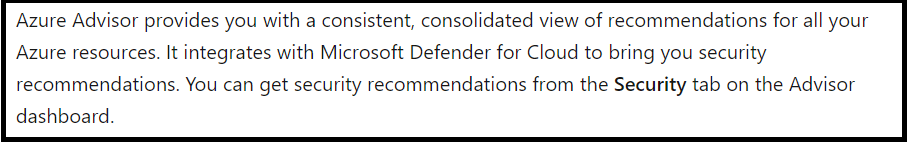 Azure Advisor provides you with a consistent, consolidated view of recommendations for all your
Azure resources. It integrates with Microsoft Defender for Cloud to bring you security
recommendations. You can get security recommendations from the Security tab on the Advisor
dashboard.